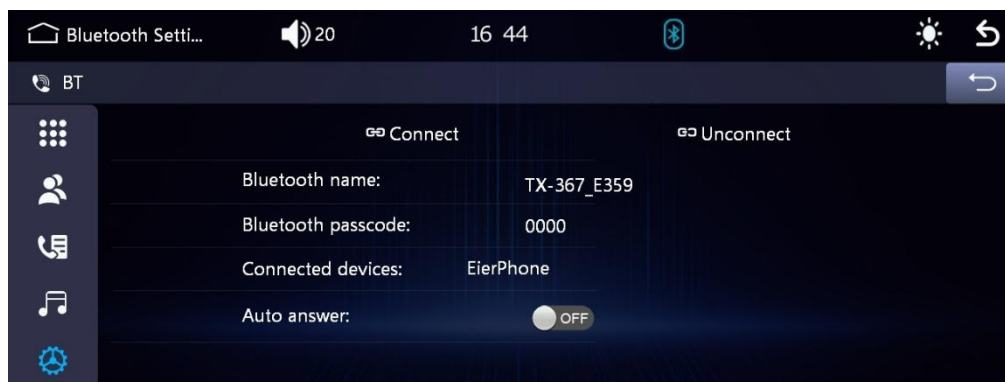 Bluetooth Setti... 20 16 44
BT
Connect Unconnect
Bluetooth name: TX-367_E359
Bluetooth passcode: 0000
Connected devices: EierPhone
Auto answer: OFF